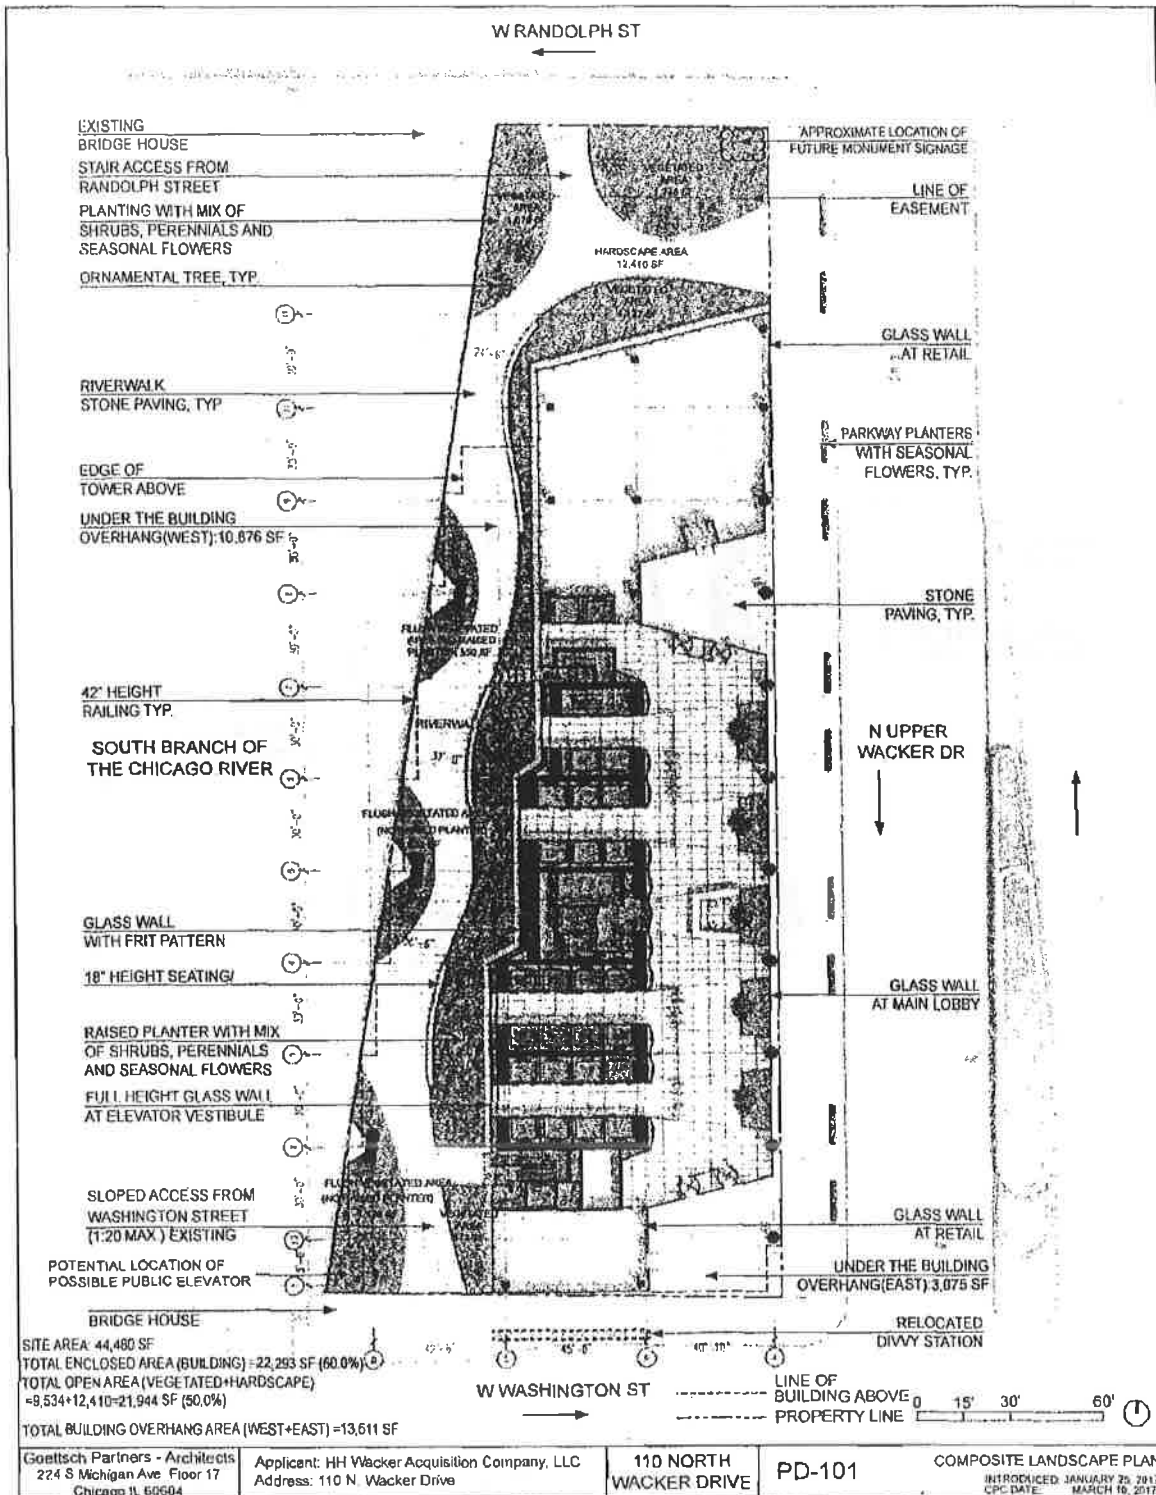 W RANDOLPH ST
EXISTING
BRIDGE HOUSE
STAIR ACCESS FROM
RANDOLPH STREET
PLANTING WITH MIX OF
SHRUBS, PERENNIALS AND
SEASONAL FLOWERS
ORNAMENTAL TREE, TYP.
RIVERWALK
STONE PAVING, TYP
EDGE OF
TOWER ABOVE
UNDER THE BUILDING
OVERHANG(WEST):10,676 SF
42" HEIGHT
RAILING TYP.
SOUTH BRANCH OF
THE CHICAGO RIVER
GLASS WALL
WITH FRIT PATTERN
18" HEIGHT SEATING/
RAISED PLANTER WITH MIX
OF SHRUBS, PERENNIALS
AND SEASONAL FLOWERS
FULL HEIGHT GLASS WALL
AT ELEVATOR VESTIBULE
SLOPED ACCESS FROM
WASHINGTON STREET
(1:20 MAX.) EXISTING
POTENTIAL LOCATION OF
POSSIBLE PUBLIC ELEVATOR
BRIDGE HOUSE
VEGETATED
AREA
VEGETATED
AREA
HARDSCAPE AREA
12,410 SF
VEGETATED
AREA
RIVERWA
APPROXIMATE LOCATION OF
FUTURE MONUMENT SIGNAGE
LINE OF
EASEMENT
GLASS WALL
AT RETAIL
PARKWAY PLANTERS
WITH SEASONAL
FLOWERS, TYP.
STONE
PAVING, TYP.
N UPPER
WACKER DR
GLASS WALL
AT MAIN LOBBY
GLASS WALL
AT RETAIL
UNDER THE BUILDING
OVERHANG(EAST):3,075 SF
RELOCATED
DIVVY STATION
SITE AREA: 44,460 SF
TOTAL ENCLOSED AREA (BUILDING) =22,293 SF (60.0%)
TOTAL OPEN AREA (VEGETATED+HARDSCAPE)
=9,534+12,410=21,944 SF (50.0%)
TOTAL BUILDING OVERHANG AREA (WEST+EAST) =13,611 SF
W WASHINGTON ST
LINE OF
BUILDING ABOVE
PROPERTY LINE
0 15' 30' 60'
Goettsch Partners - Architects
224 S Michigan Ave Floor 17
Chicago IL 60604
Applicant: HH Wacker Acquisition Company, LLC
Address: 110 N. Wacker Drive
110 NORTH
WACKER DRIVE
PD-101
COMPOSITE LANDSCAPE PLAN
INTRODUCED: JANUARY 25, 2017
CPC DATE: MARCH 16, 2017